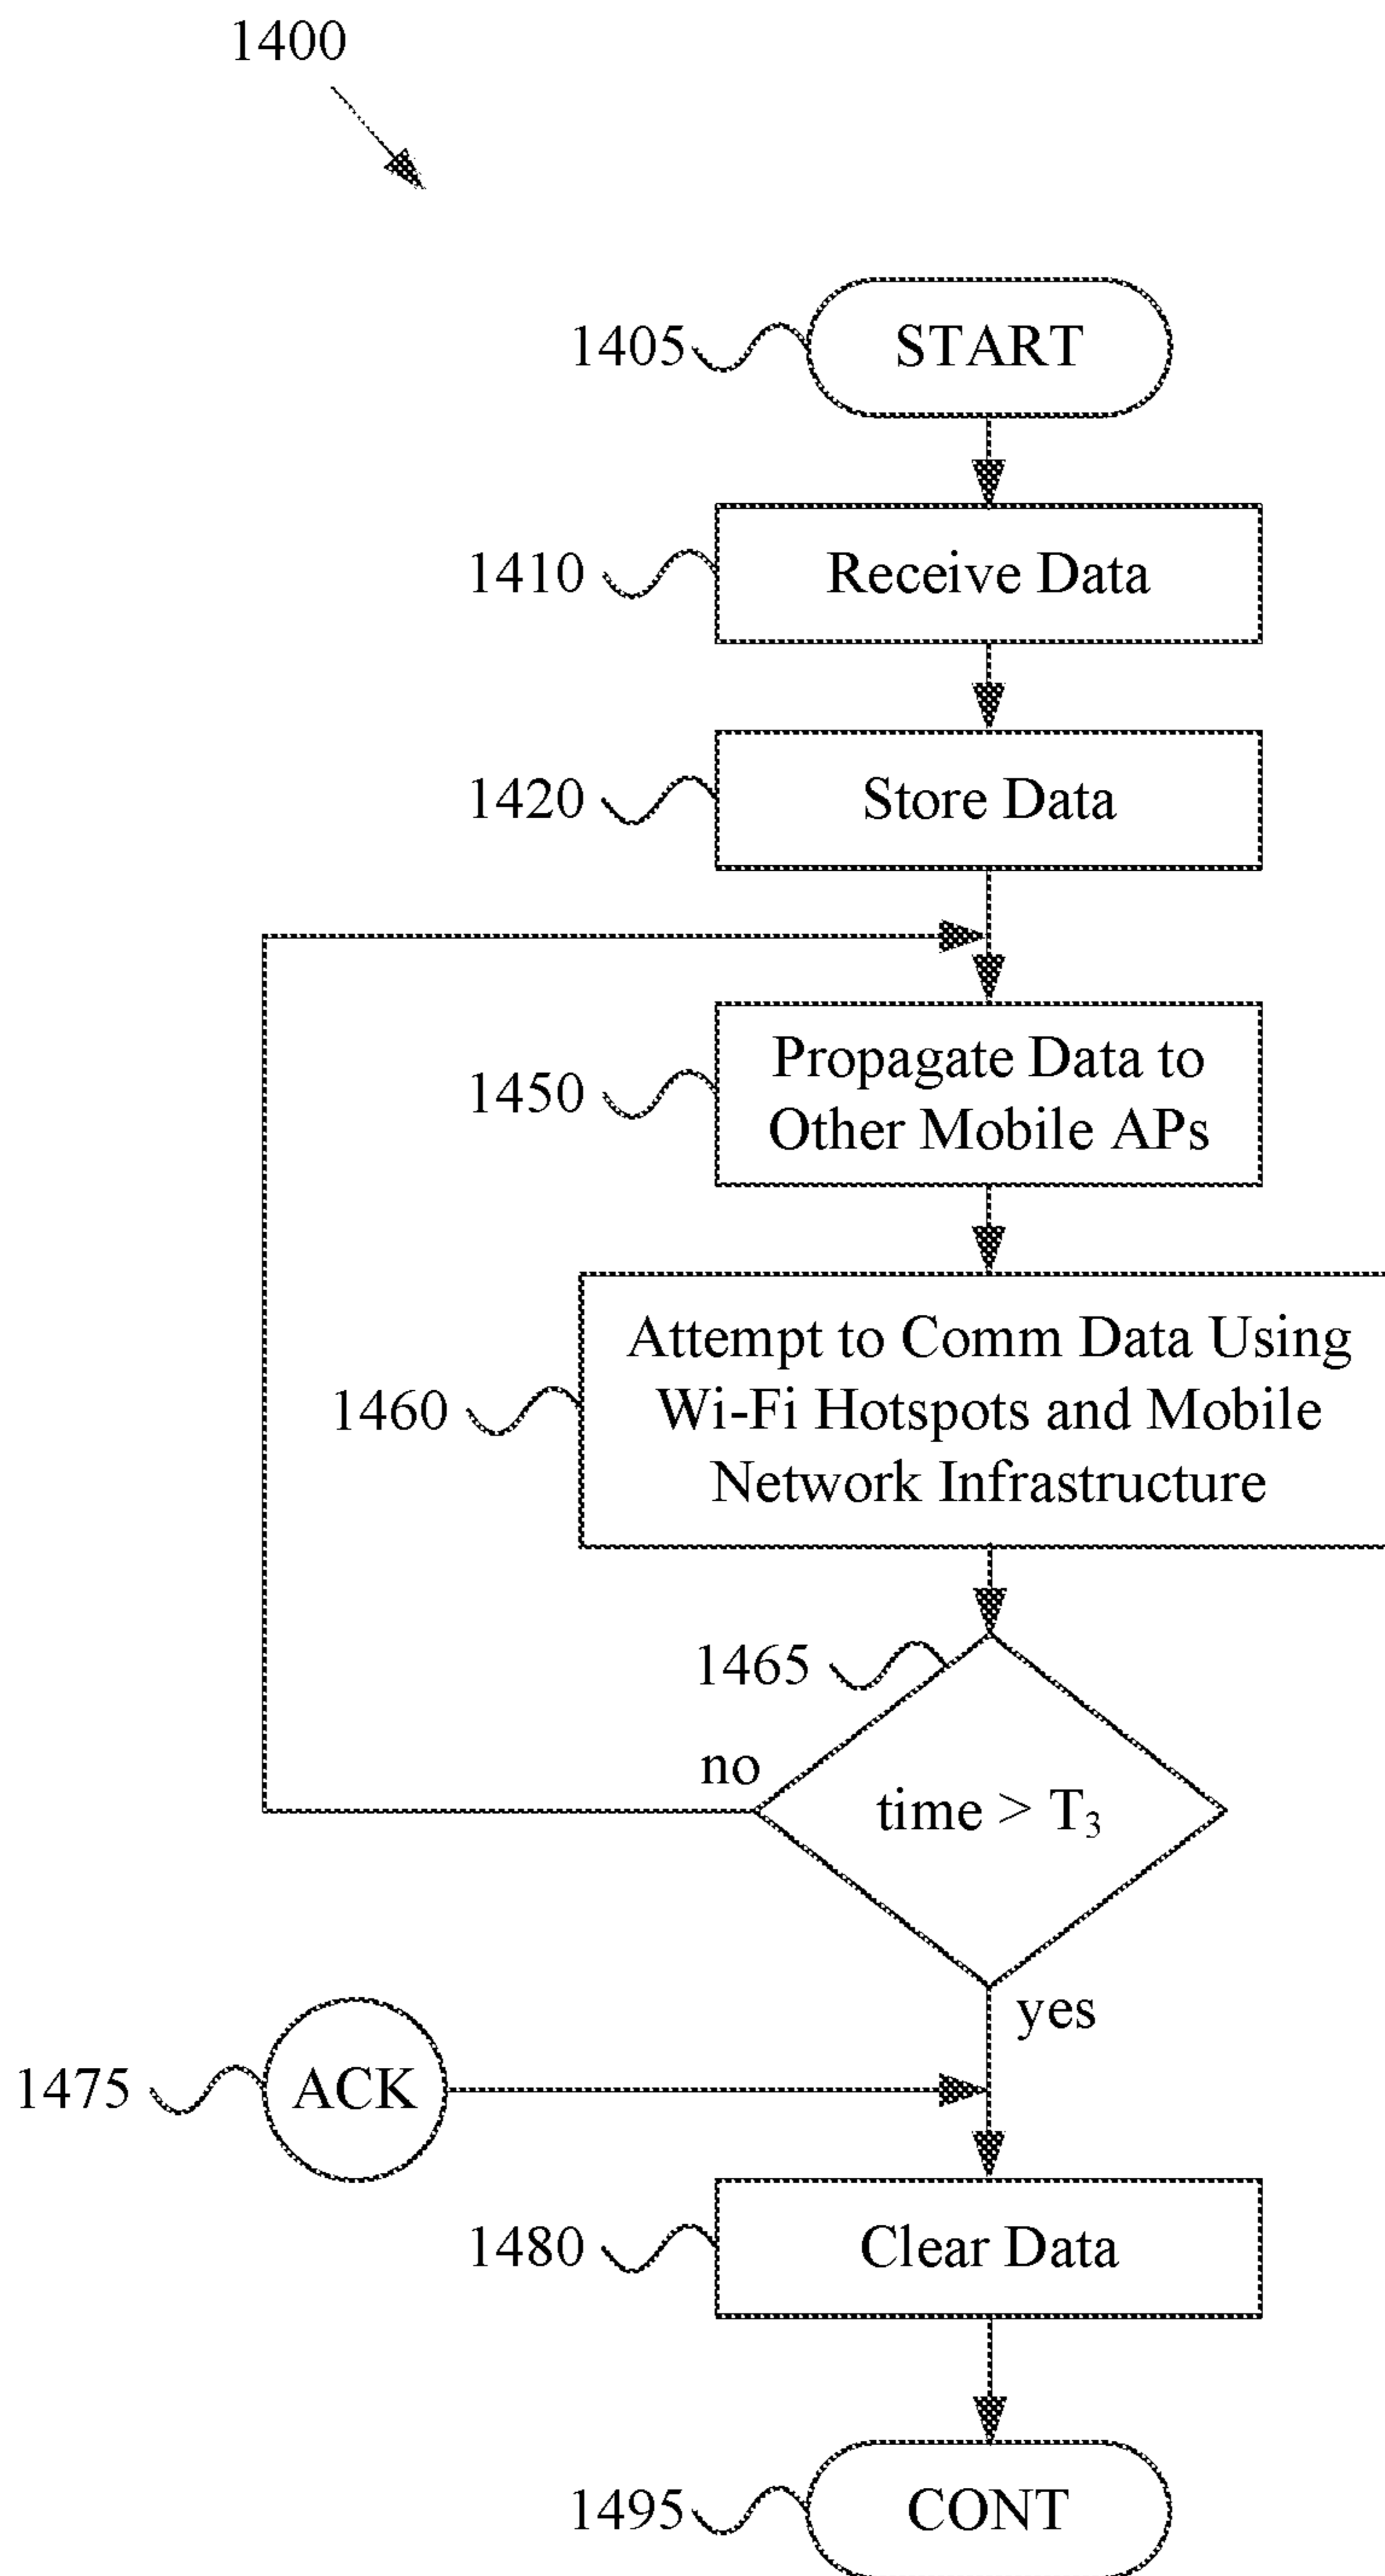 1400
1405
START
1410
Receive Data
1420
Store Data
1450
Propagate Data to
Other Mobile APs
1460
Attempt to Comm Data Using
Wi-Fi Hotspots and Mobile
Network Infrastructure
1465
no
time > T₃
yes
1475
ACK
1480
Clear Data
1495
CONT